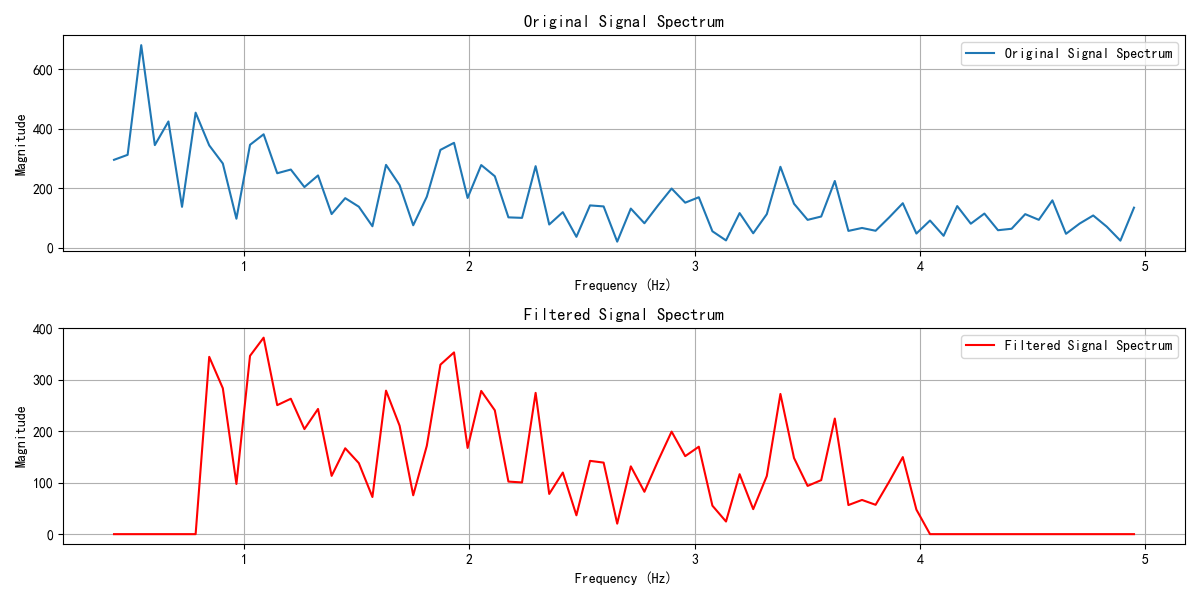 Original Signal Spectrum
Original Signal Spectrum
600
400
200
0
Magnitude
1 2 3 4 5
Frequency (Hz)
Filtered Signal Spectrum
Filtered Signal Spectrum
400
300
200
100
0
Magnitude
1 2 3 4 5
Frequency (Hz)